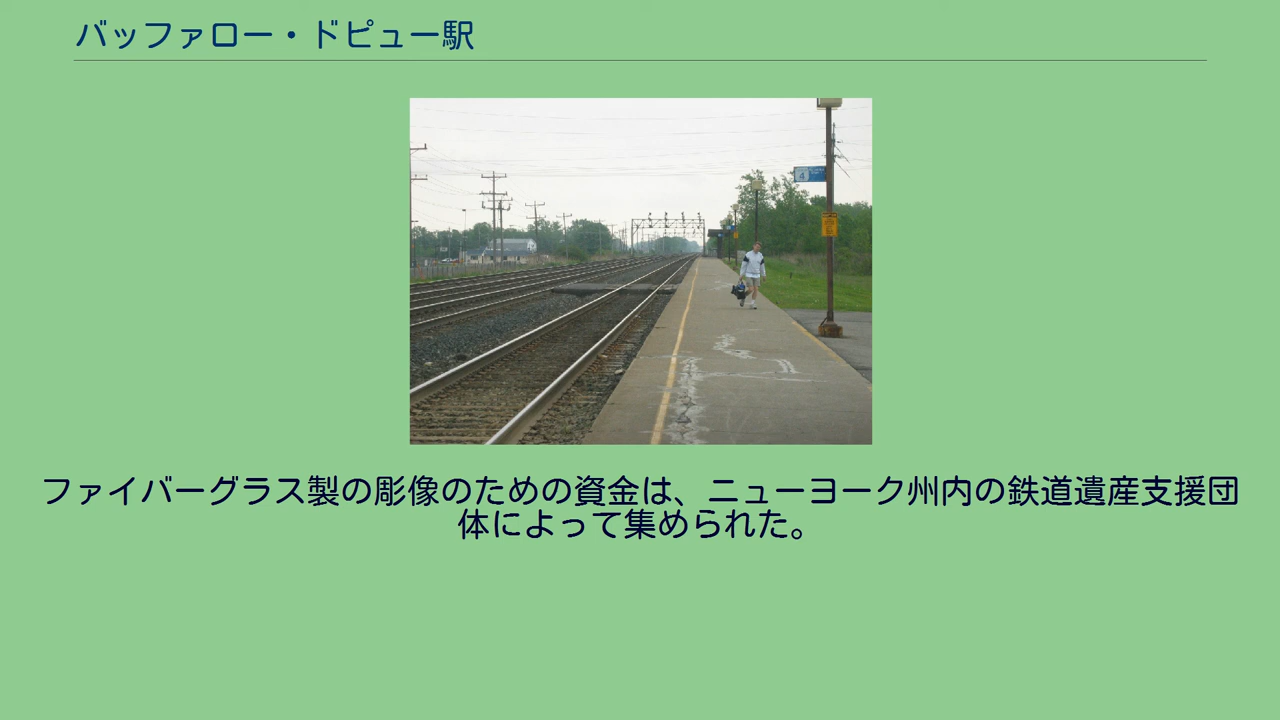 バッファロー・ドピュー駅
4
ファイバーグラス製の彫像のための資金は、ニューヨーク州内の鉄道遺産支援団
体によって集められた。